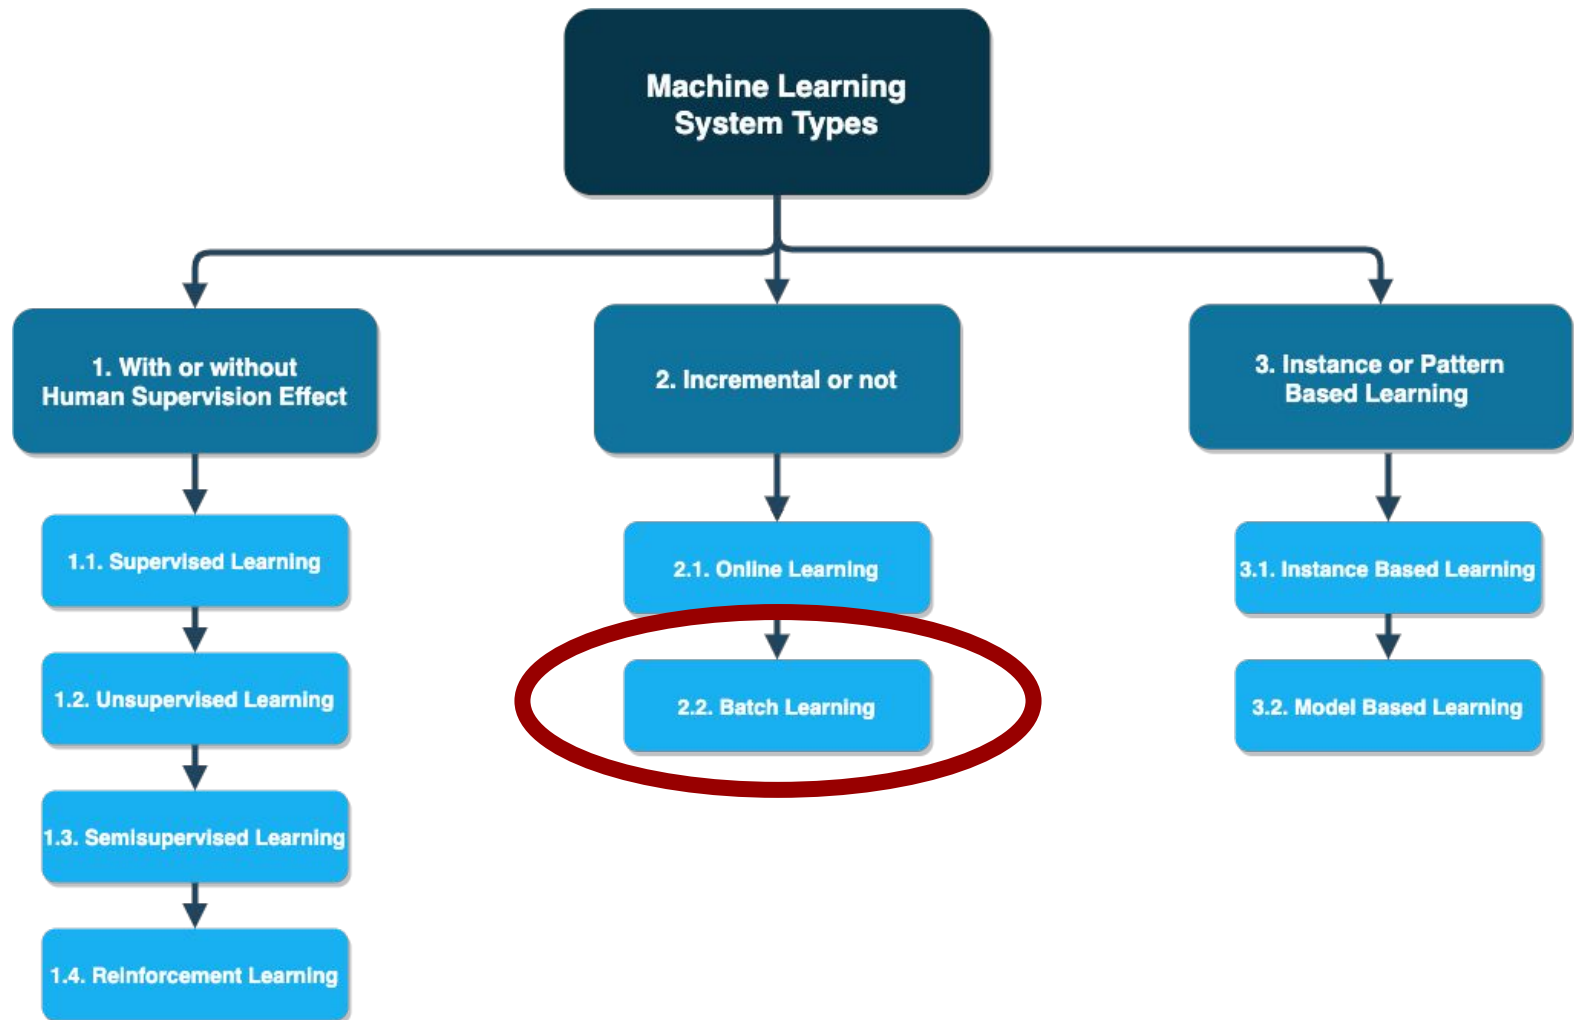 Machine Learning
System Types
1. With or without
Human Supervision Effect
2. Incremental or not
3. Instance or Pattern
Based Learning
1.1. Supervised Learning
1.2. Unsupervised Learning
1.3. Semisupervised Learning
1.4. Reinforcement Learning
2.1. Online Learning
2.2. Batch Learning
3.1. Instance Based Learning
3.2. Model Based Learning